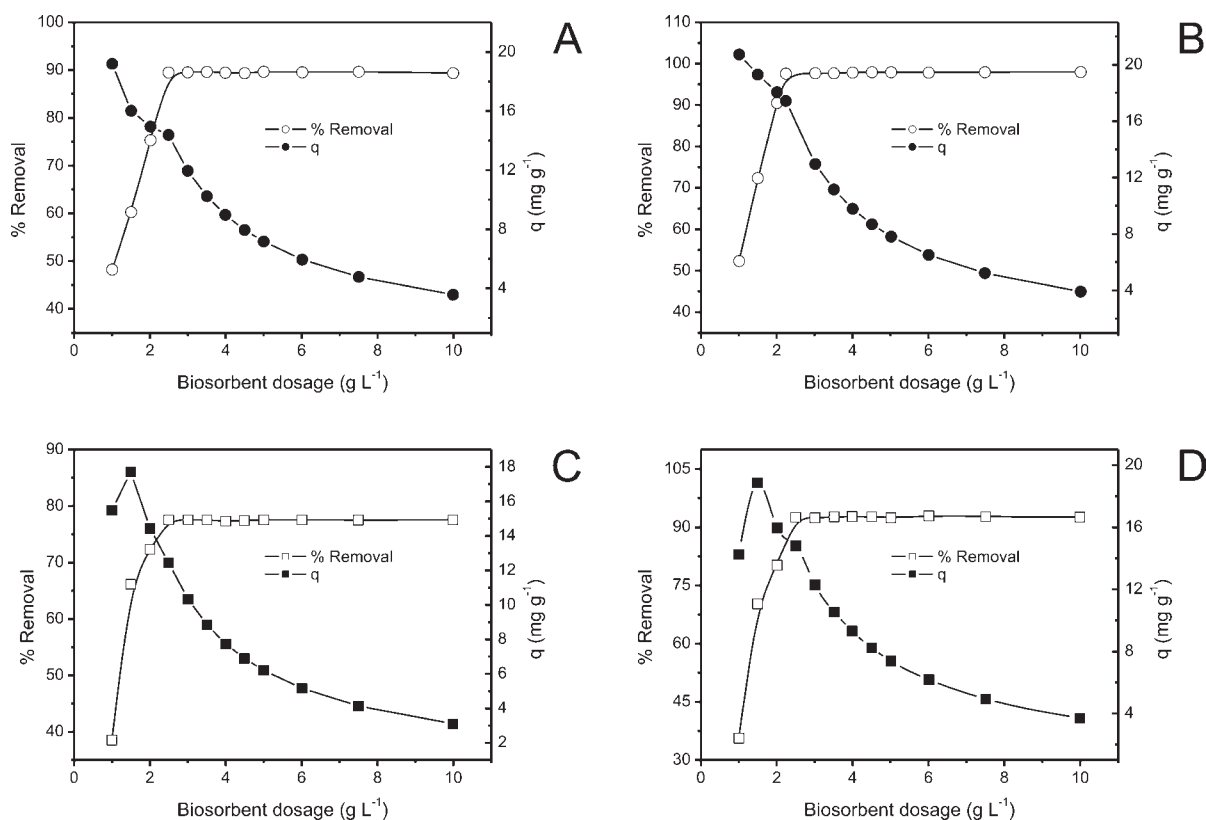 A
100
90
80
70
60
50
40
% Removal
20
16
12
8
4
q (mg g⁻¹)
% Removal
q
0 2 4 6 8 10
Biosorbent dosage (g L⁻¹)
B
110
100
90
80
70
60
50
40
% Removal
20
16
12
8
4
q (mg g⁻¹)
% Removal
q
0 2 4 6 8 10
Biosorbent dosage (g L⁻¹)
C
90
80
70
60
50
40
% Removal
18
16
14
12
10
8
6
4
2
q (mg g⁻¹)
% Removal
q
0 2 4 6 8 10
Biosorbent dosage (g L⁻¹)
D
105
90
75
60
45
30
% Removal
20
16
12
8
4
q (mg g⁻¹)
% Removal
q
0 2 4 6 8 10
Biosorbent dosage (g L⁻¹)